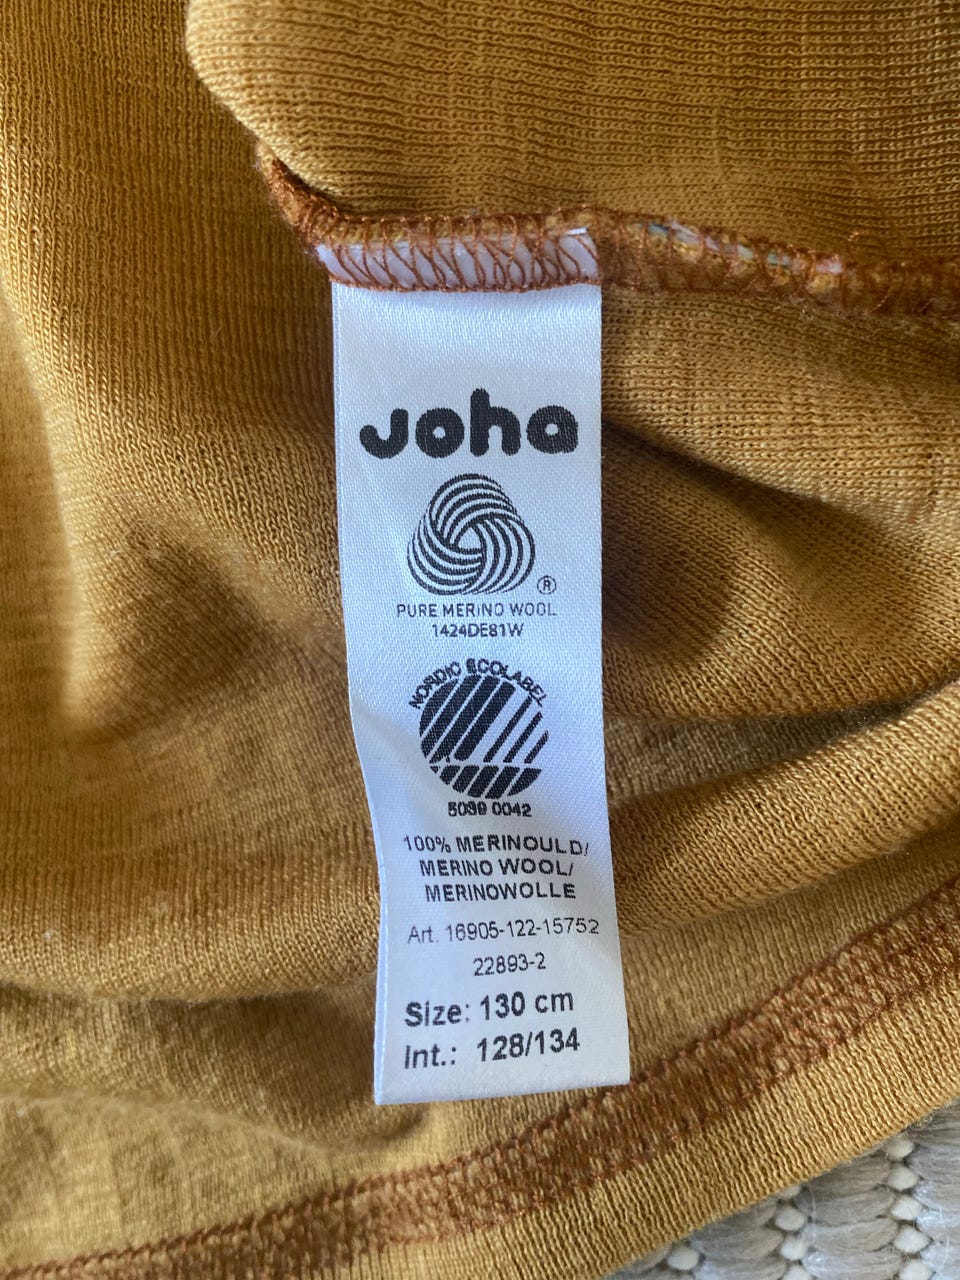 joha
®
PURE MERINO WOOL
1424DE81W
NORDIC ECOLABEL
5039 0042
100% MERINOULD/
MERINO WOOL/
MERINOWOLLE
Art. 16905-122-15752
22893-2
Size: 130 cm
Int.: 128/134